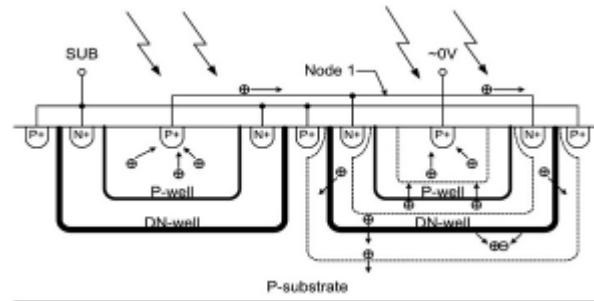 SUB ~0V
Node 1
P+ N+ P+ N+ P+ N+ P+ N+ P+
P-well P-well
DN-well DN-well
P-substrate